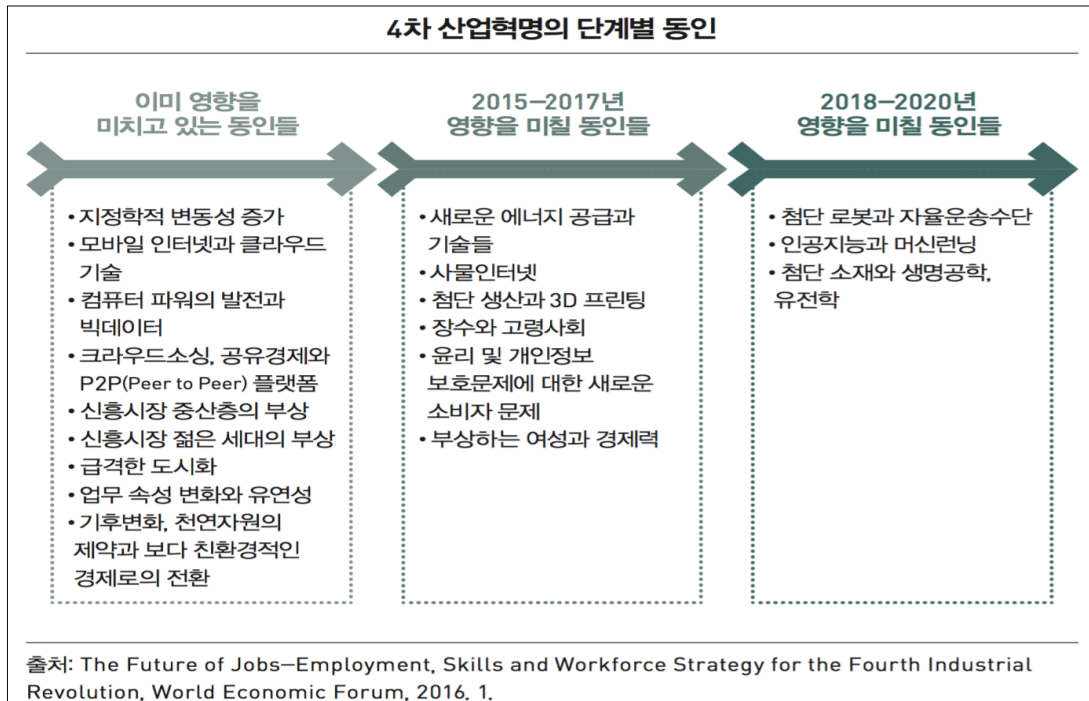 4차 산업혁명의 단계별 동인
이미 영향을
미치고 있는 동인들
• 지정학적 변동성 증가
• 모바일 인터넷과 클라우드
기술
• 컴퓨터 파워의 발전과
빅데이터
• 크라우드소싱, 공유경제와
P2P(Peer to Peer) 플랫폼
• 신흥시장 중산층의 부상
• 신흥시장 젊은 세대의 부상
• 급격한 도시화
• 업무 속성 변화와 유연성
• 기후변화, 천연자원의
제약과 보다 친환경적인
경제로의 전환
2015–2017년
영향을 미칠 동인들
• 새로운 에너지 공급과
기술들
• 사물인터넷
• 첨단 생산과 3D 프린팅
• 장수와 고령사회
• 윤리 및 개인정보
보호문제에 대한 새로운
소비자 문제
• 부상하는 여성과 경제력
2018–2020년
영향을 미칠 동인들
• 첨단 로봇과 자율운송수단
• 인공지능과 머신런닝
• 첨단 소재와 생명공학,
유전학
출처: The Future of Jobs–Employment, Skills and Workforce Strategy for the Fourth Industrial
Revolution, World Economic Forum, 2016. 1.